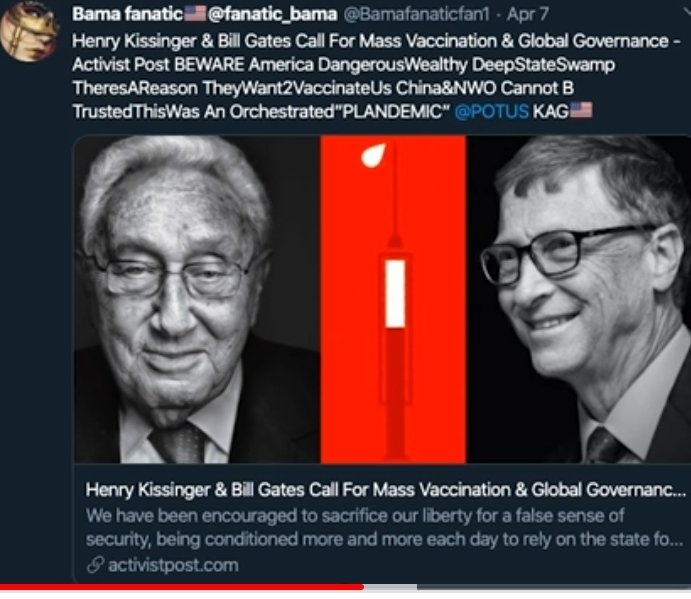 Bama fanatic🇺🇸@fanatic_bama @Bamafanaticfan1 · Apr 7
Henry Kissinger & Bill Gates Call For Mass Vaccination & Global Governance -
Activist Post BEWARE America DangerousWealthy DeepStateSwamp
TheresAReason TheyWant2VaccinateUs China&NWO Cannot B
TrustedThisWas An Orchestrated"PLANDEMIC" @POTUS KAG🇺🇸
Henry Kissinger & Bill Gates Call For Mass Vaccination & Global Governanc...
We have been encouraged to sacrifice our liberty for a false sense of
security, being conditioned more and more each day to rely on the state fo...
activistpost.com